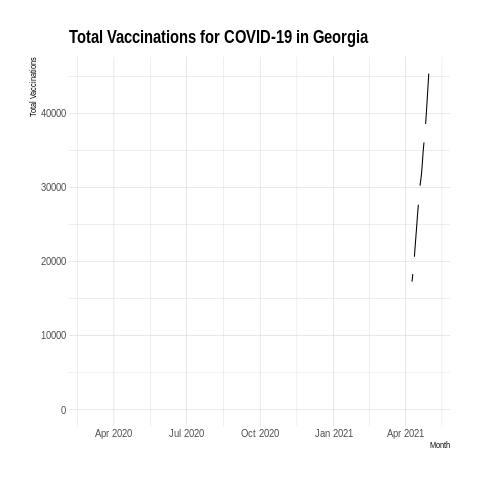 Total Vaccinations for COVID-19 in Georgia
Total Vaccinations
40000
30000
20000
10000
0
Apr 2020 Jul 2020 Oct 2020 Jan 2021 Apr 2021
Month